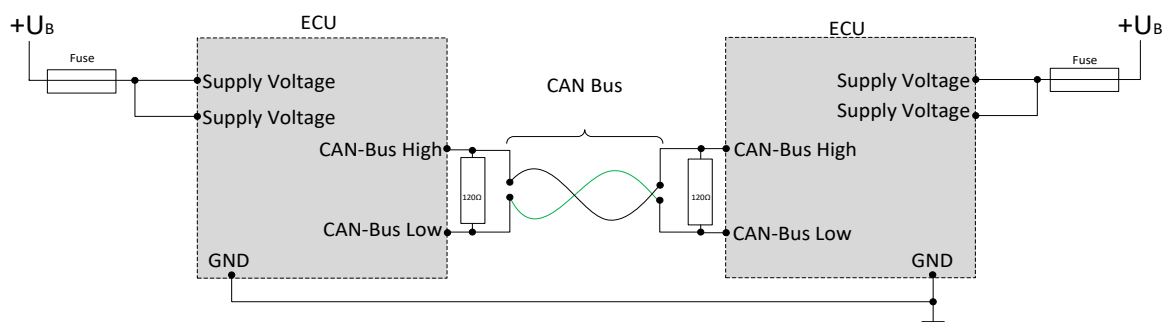 ECU
ECU
+UB
+UB
Fuse
Fuse
Supply Voltage
Supply Voltage
Supply Voltage
Supply Voltage
CAN Bus
CAN-Bus High
CAN-Bus High
120Ω
120Ω
CAN-Bus Low
CAN-Bus Low
GND
GND